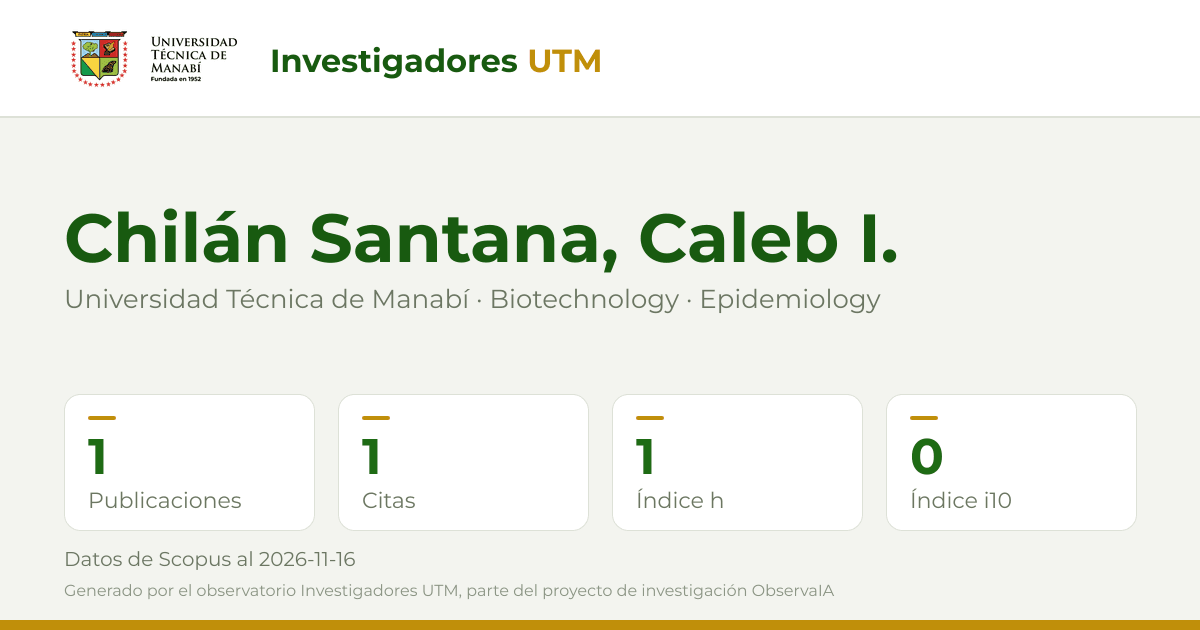 UNIVERSIDAD
TÉCNICA DE
MANABÍ
Fundada en 1952
Investigadores UTM
Chilán Santana, Caleb I.
Universidad Técnica de Manabí · Biotechnology · Epidemiology
1
Publicaciones
1
Citas
1
Índice h
0
Índice i10
Datos de Scopus al 2026-11-16
Generado por el observatorio Investigadores UTM, parte del proyecto de investigación ObservaIA